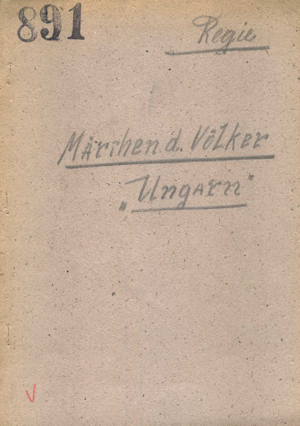 891
Regie
Märchen d. Völker
„Ungarn“
V